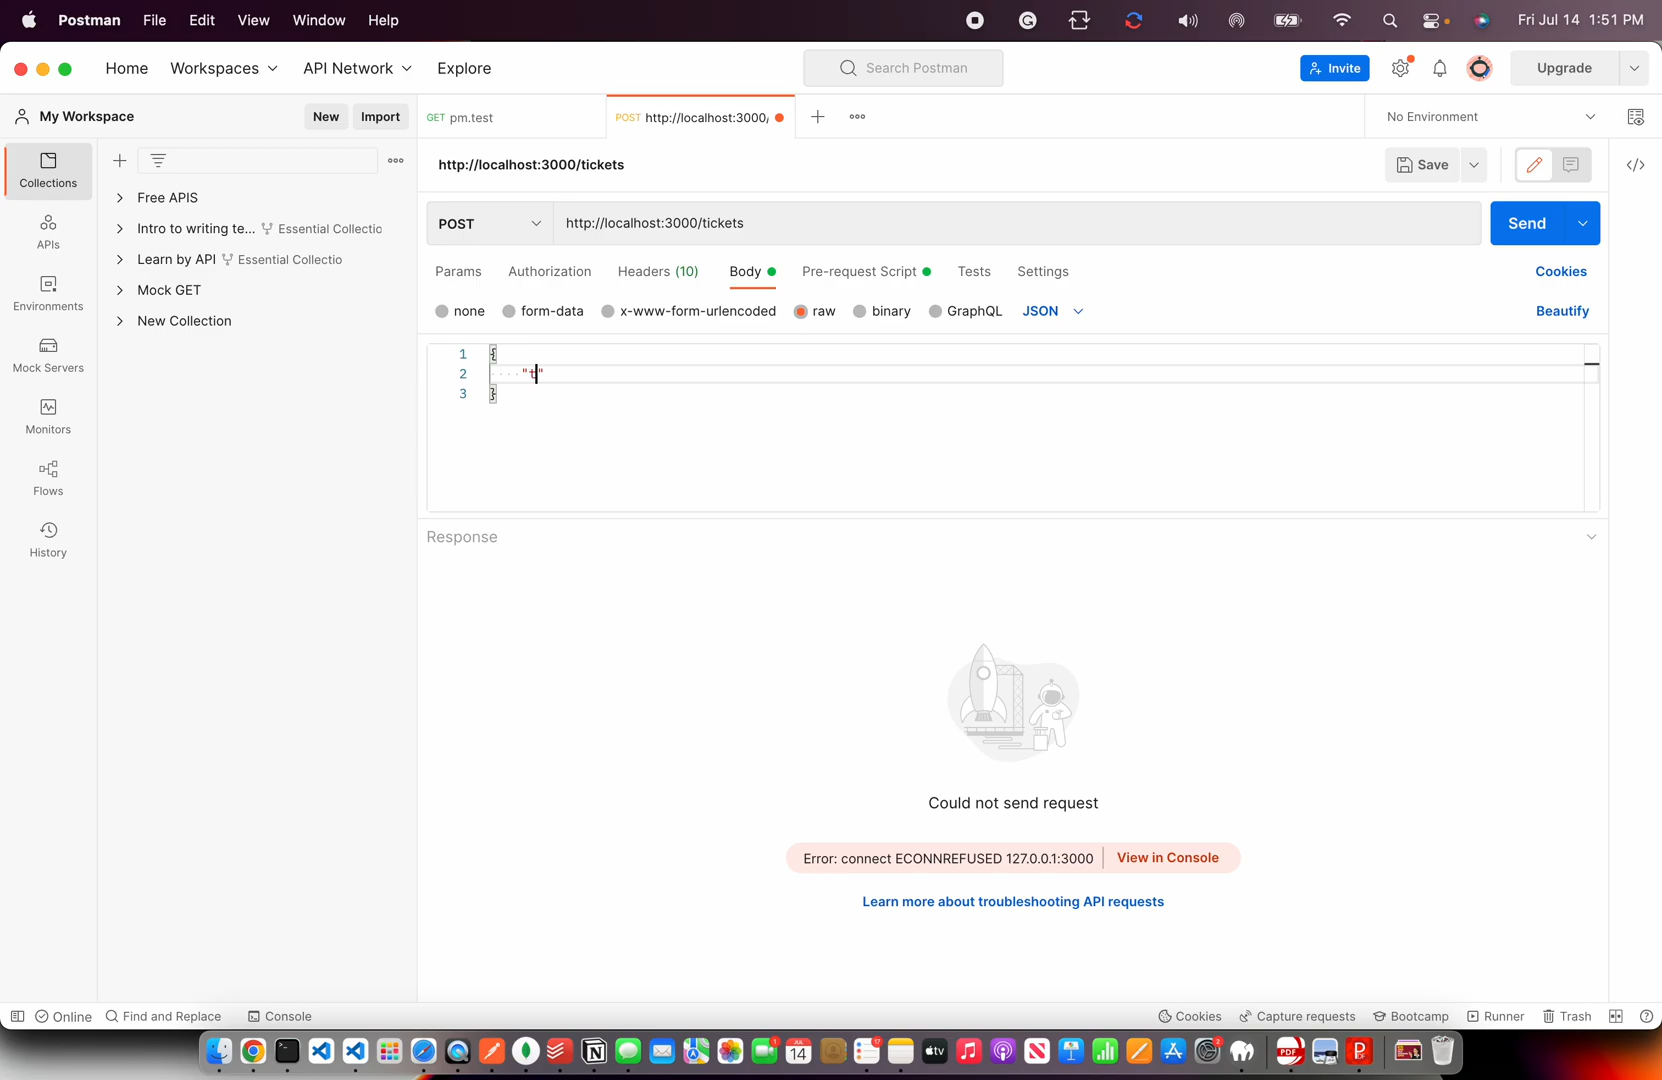 Postman File Edit View Window Help Fri Jul 14 1:51 PM
Home Workspaces API Network Explore Search Postman Invite Upgrade
My Workspace New Import GET pm.test POST http://localhost:3000/ No Environment
Collections
APIs
Environments
Mock Servers
Monitors
Flows
History
Free APIS
Intro to writing te... Essential Collectio
Learn by API Essential Collectio
Mock GET
New Collection
http://localhost:3000/tickets Save
POST http://localhost:3000/tickets Send
Params Authorization Headers (10) Body Pre-request Script Tests Settings Cookies
none form-data x-www-form-urlencoded raw binary GraphQL JSON Beautify
1 {
2 "t"
3 }
Response
Could not send request
Error: connect ECONNREFUSED 127.0.0.1:3000 View in Console
Learn more about troubleshooting API requests
Online Find and Replace Console Cookies Capture requests Bootcamp Runner Trash